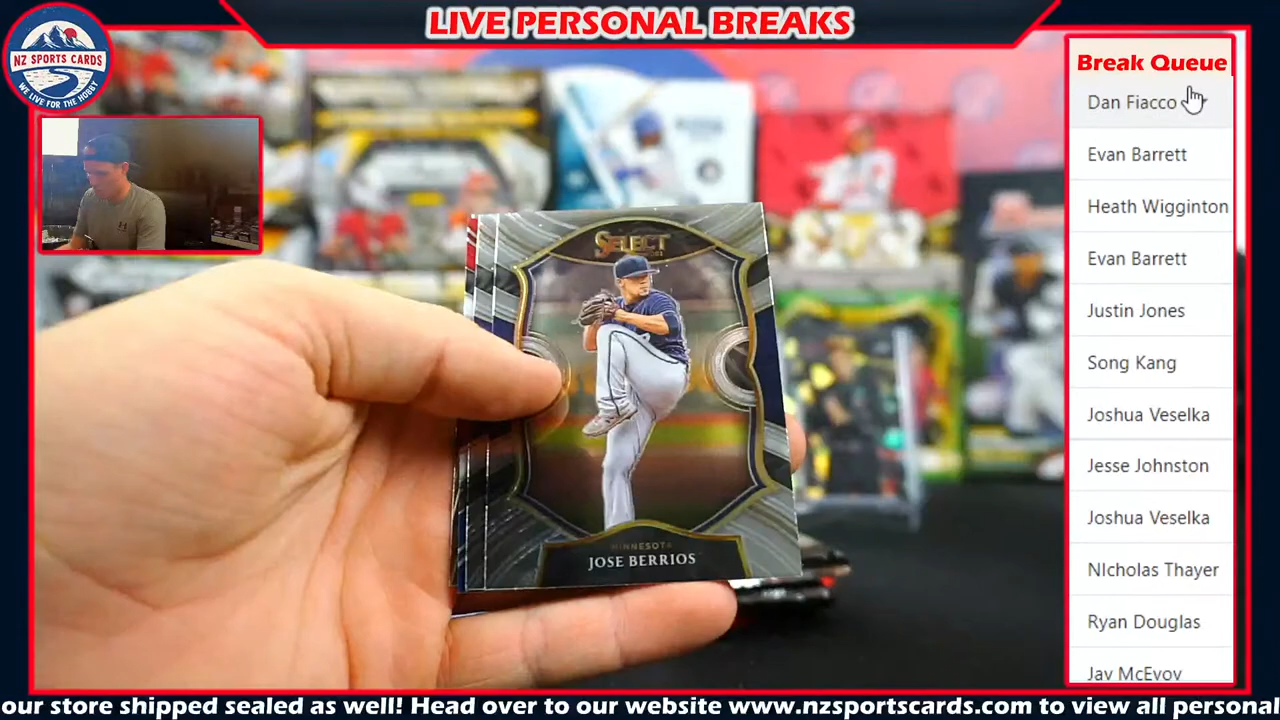 LIVE PERSONAL BREAKS
NZ SPORTS CARDS
WE LIVE FOR THE HOBBY
Break Queue
Dan Fiacco
Evan Barrett
Heath Wigginton
Evan Barrett
Justin Jones
Song Kang
Joshua Veselka
Jesse Johnston
Joshua Veselka
NIcholas Thayer
Ryan Douglas
Jay McEvoy
SELECT
MINNESOTA
JOSE BERRIOS
our store shipped sealed as well! Head over to our website www.nzsportscards.com to view all personal